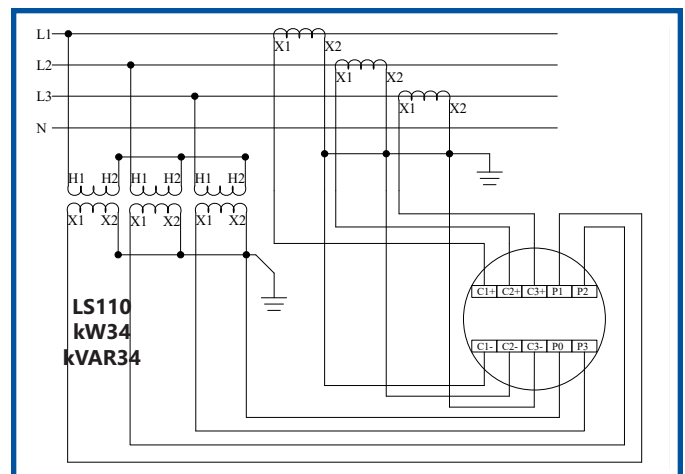 L1
X1 X2
L2
X1 X2
L3
X1 X2
N
H1 H2 H1 H2 H1 H2
X1 X2 X1 X2 X1 X2
C1+ C2+ C3+ P1 P2
LS110
kW34
kVAR34
C1- C2- C3- P0 P3